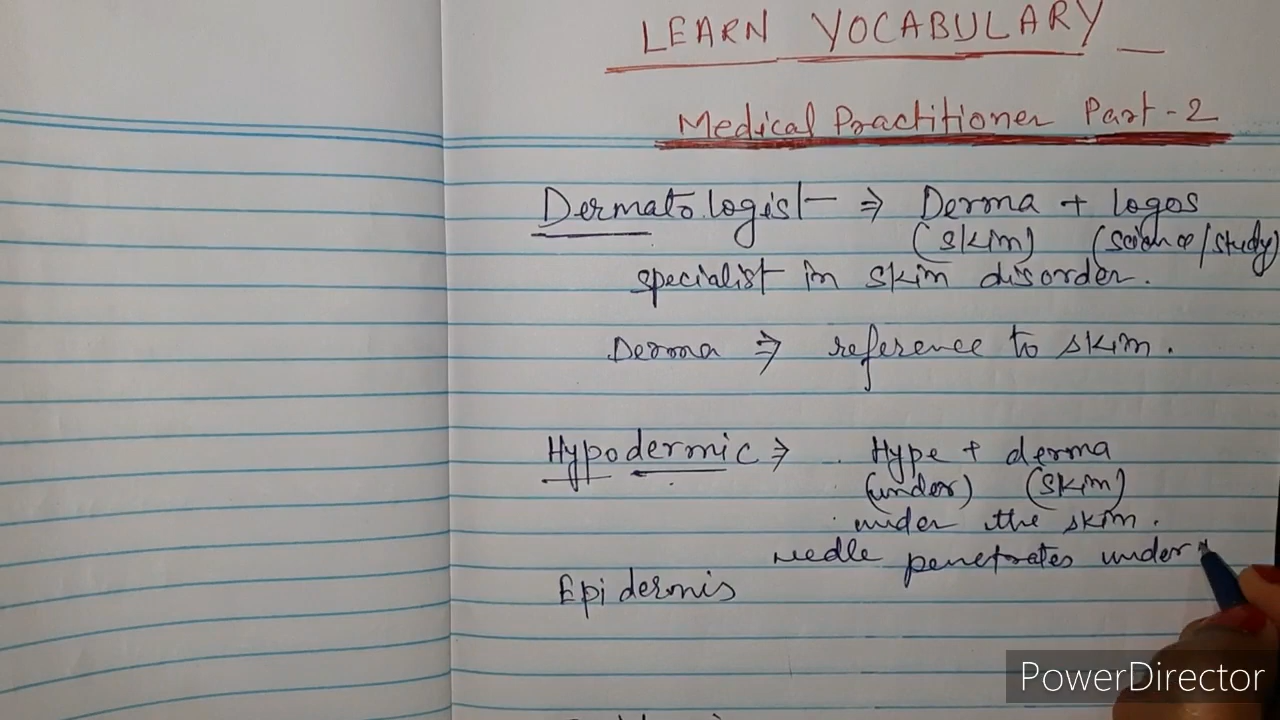 LEARN VOCABULARY
Medical Practitioner Part-2
Dermatologist ⇒ Derma + logos
(skin) (science/study)
specialist in skin disorder.
Derma ⇒ reference to skin.
Hypodermic ⇒ Hype + derma
(under) (skin)
under the skin.
needle penetrates under
Epidermis
PowerDirector